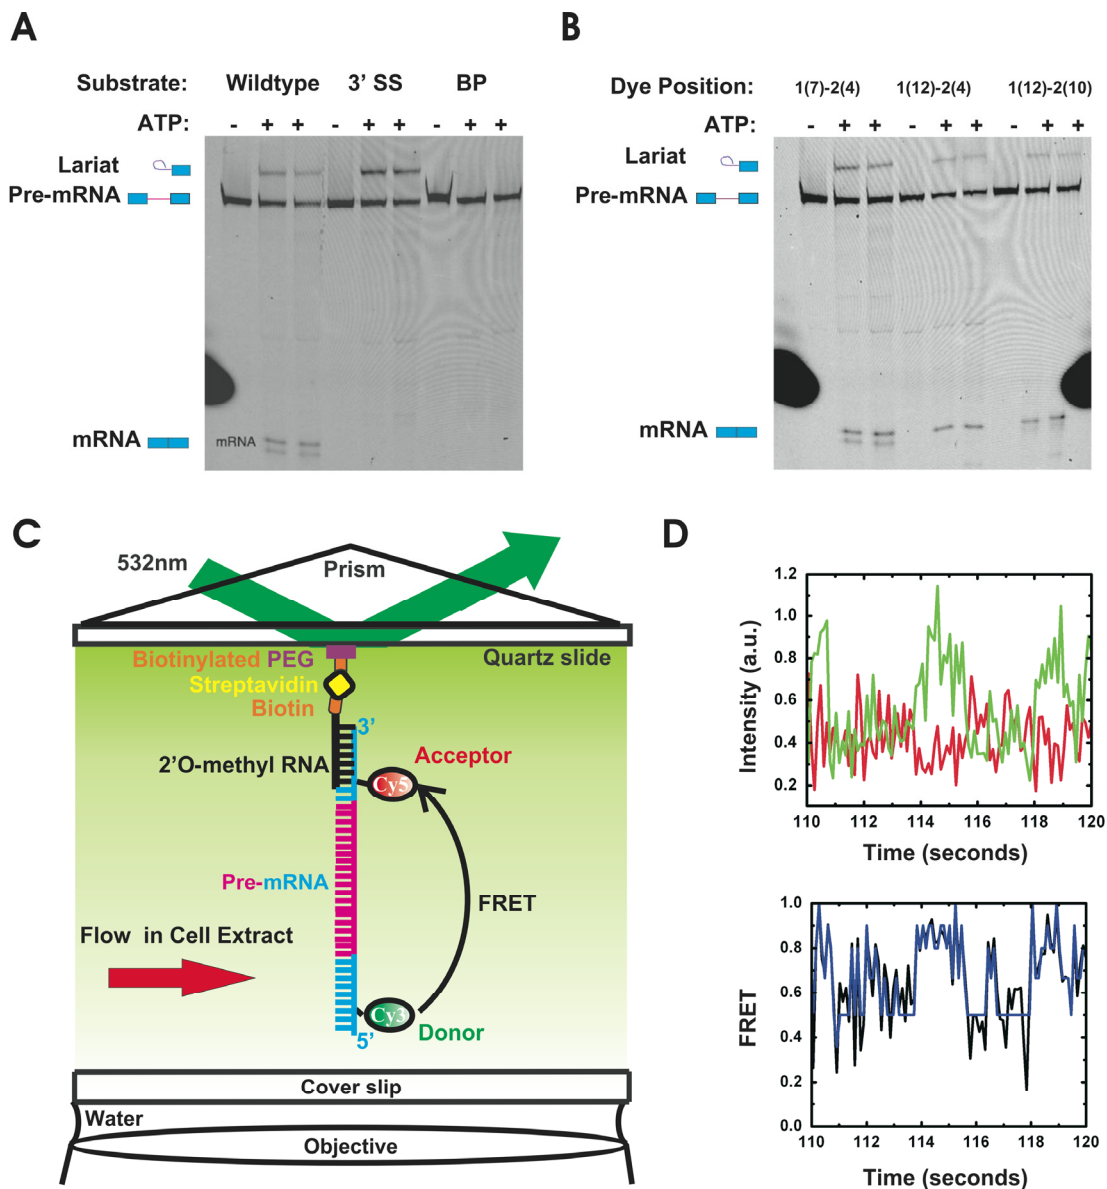 A
Substrate: Wildtype 3' SS BP
ATP: - + + - + + - + +
Lariat
Pre-mRNA
mRNA mRNA
B
Dye Position: 1(7)-2(4) 1(12)-2(4) 1(12)-2(10)
ATP: - + + - + + - + +
Lariat
Pre-mRNA
mRNA
C
532nm
Prism
Biotinylated PEG
Quartz slide
Streptavidin
Biotin
3'
2'O-methyl RNA
Acceptor
Cy5
Pre-mRNA
FRET
Flow in Cell Extract
Cy3
Donor
5'
Cover slip
Water
Objective
D
Intensity (a.u.)
1.2
1.0
0.8
0.6
0.4
0.2
110 112 114 116 118 120
Time (seconds)
FRET
1.0
0.8
0.6
0.4
0.2
0.0
110 112 114 116 118 120
Time (seconds)